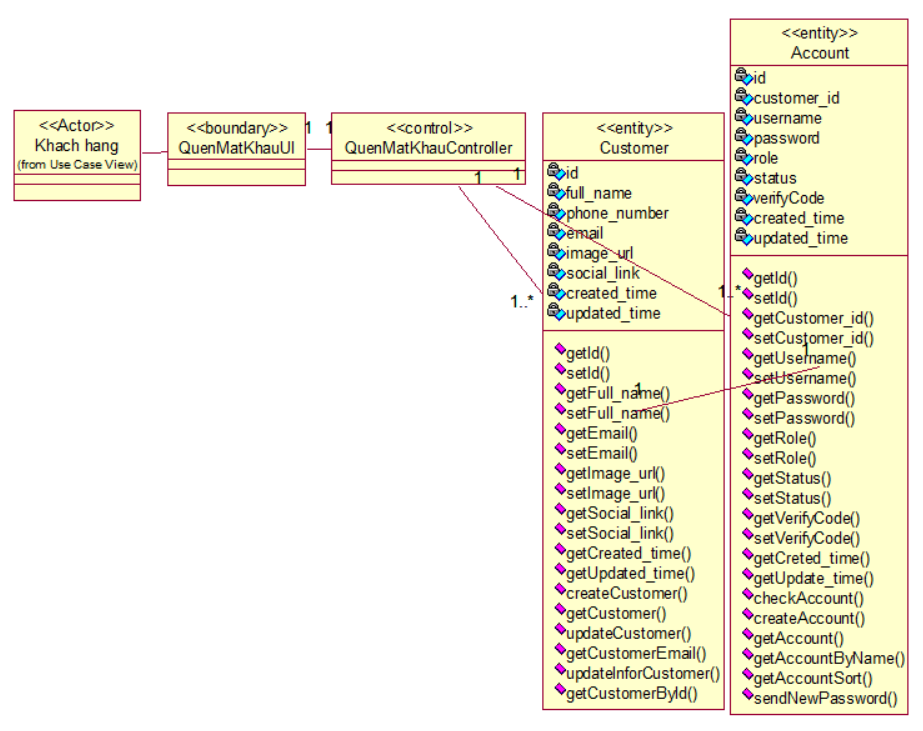 <<Actor>>
Khach hang
(from Use Case View)
<<boundary>>
QuenMatKhauUI
1
1
<<control>>
QuenMatKhauController
1
1
<<entity>>
Customer
id
full_name
phone_number
email
image_url
social_link
created_time
updated_time
1..*
getId()
setId()
getFull_name()
setFull_name()
getEmail()
setEmail()
getImage_url()
setImage_url()
getSocial_link()
setSocial_link()
getCreated_time()
getUpdated_time()
createCustomer()
getCustomer()
updateCustomer()
getCustomerEmail()
updateInforCustomer()
getCustomerById()
1
<<entity>>
Account
id
customer_id
username
password
role
status
verifyCode
created_time
updated_time
1..*
getId()
setId()
getCustomer_id()
setCustomer_id()
1
getUsername()
setUsername()
getPassword()
setPassword()
getRole()
setRole()
getStatus()
setStatus()
getVerifyCode()
setVerifyCode()
getCreted_time()
getUpdate_time()
checkAccount()
createAccount()
getAccount()
getAccountByName()
getAccountSort()
sendNewPassword()